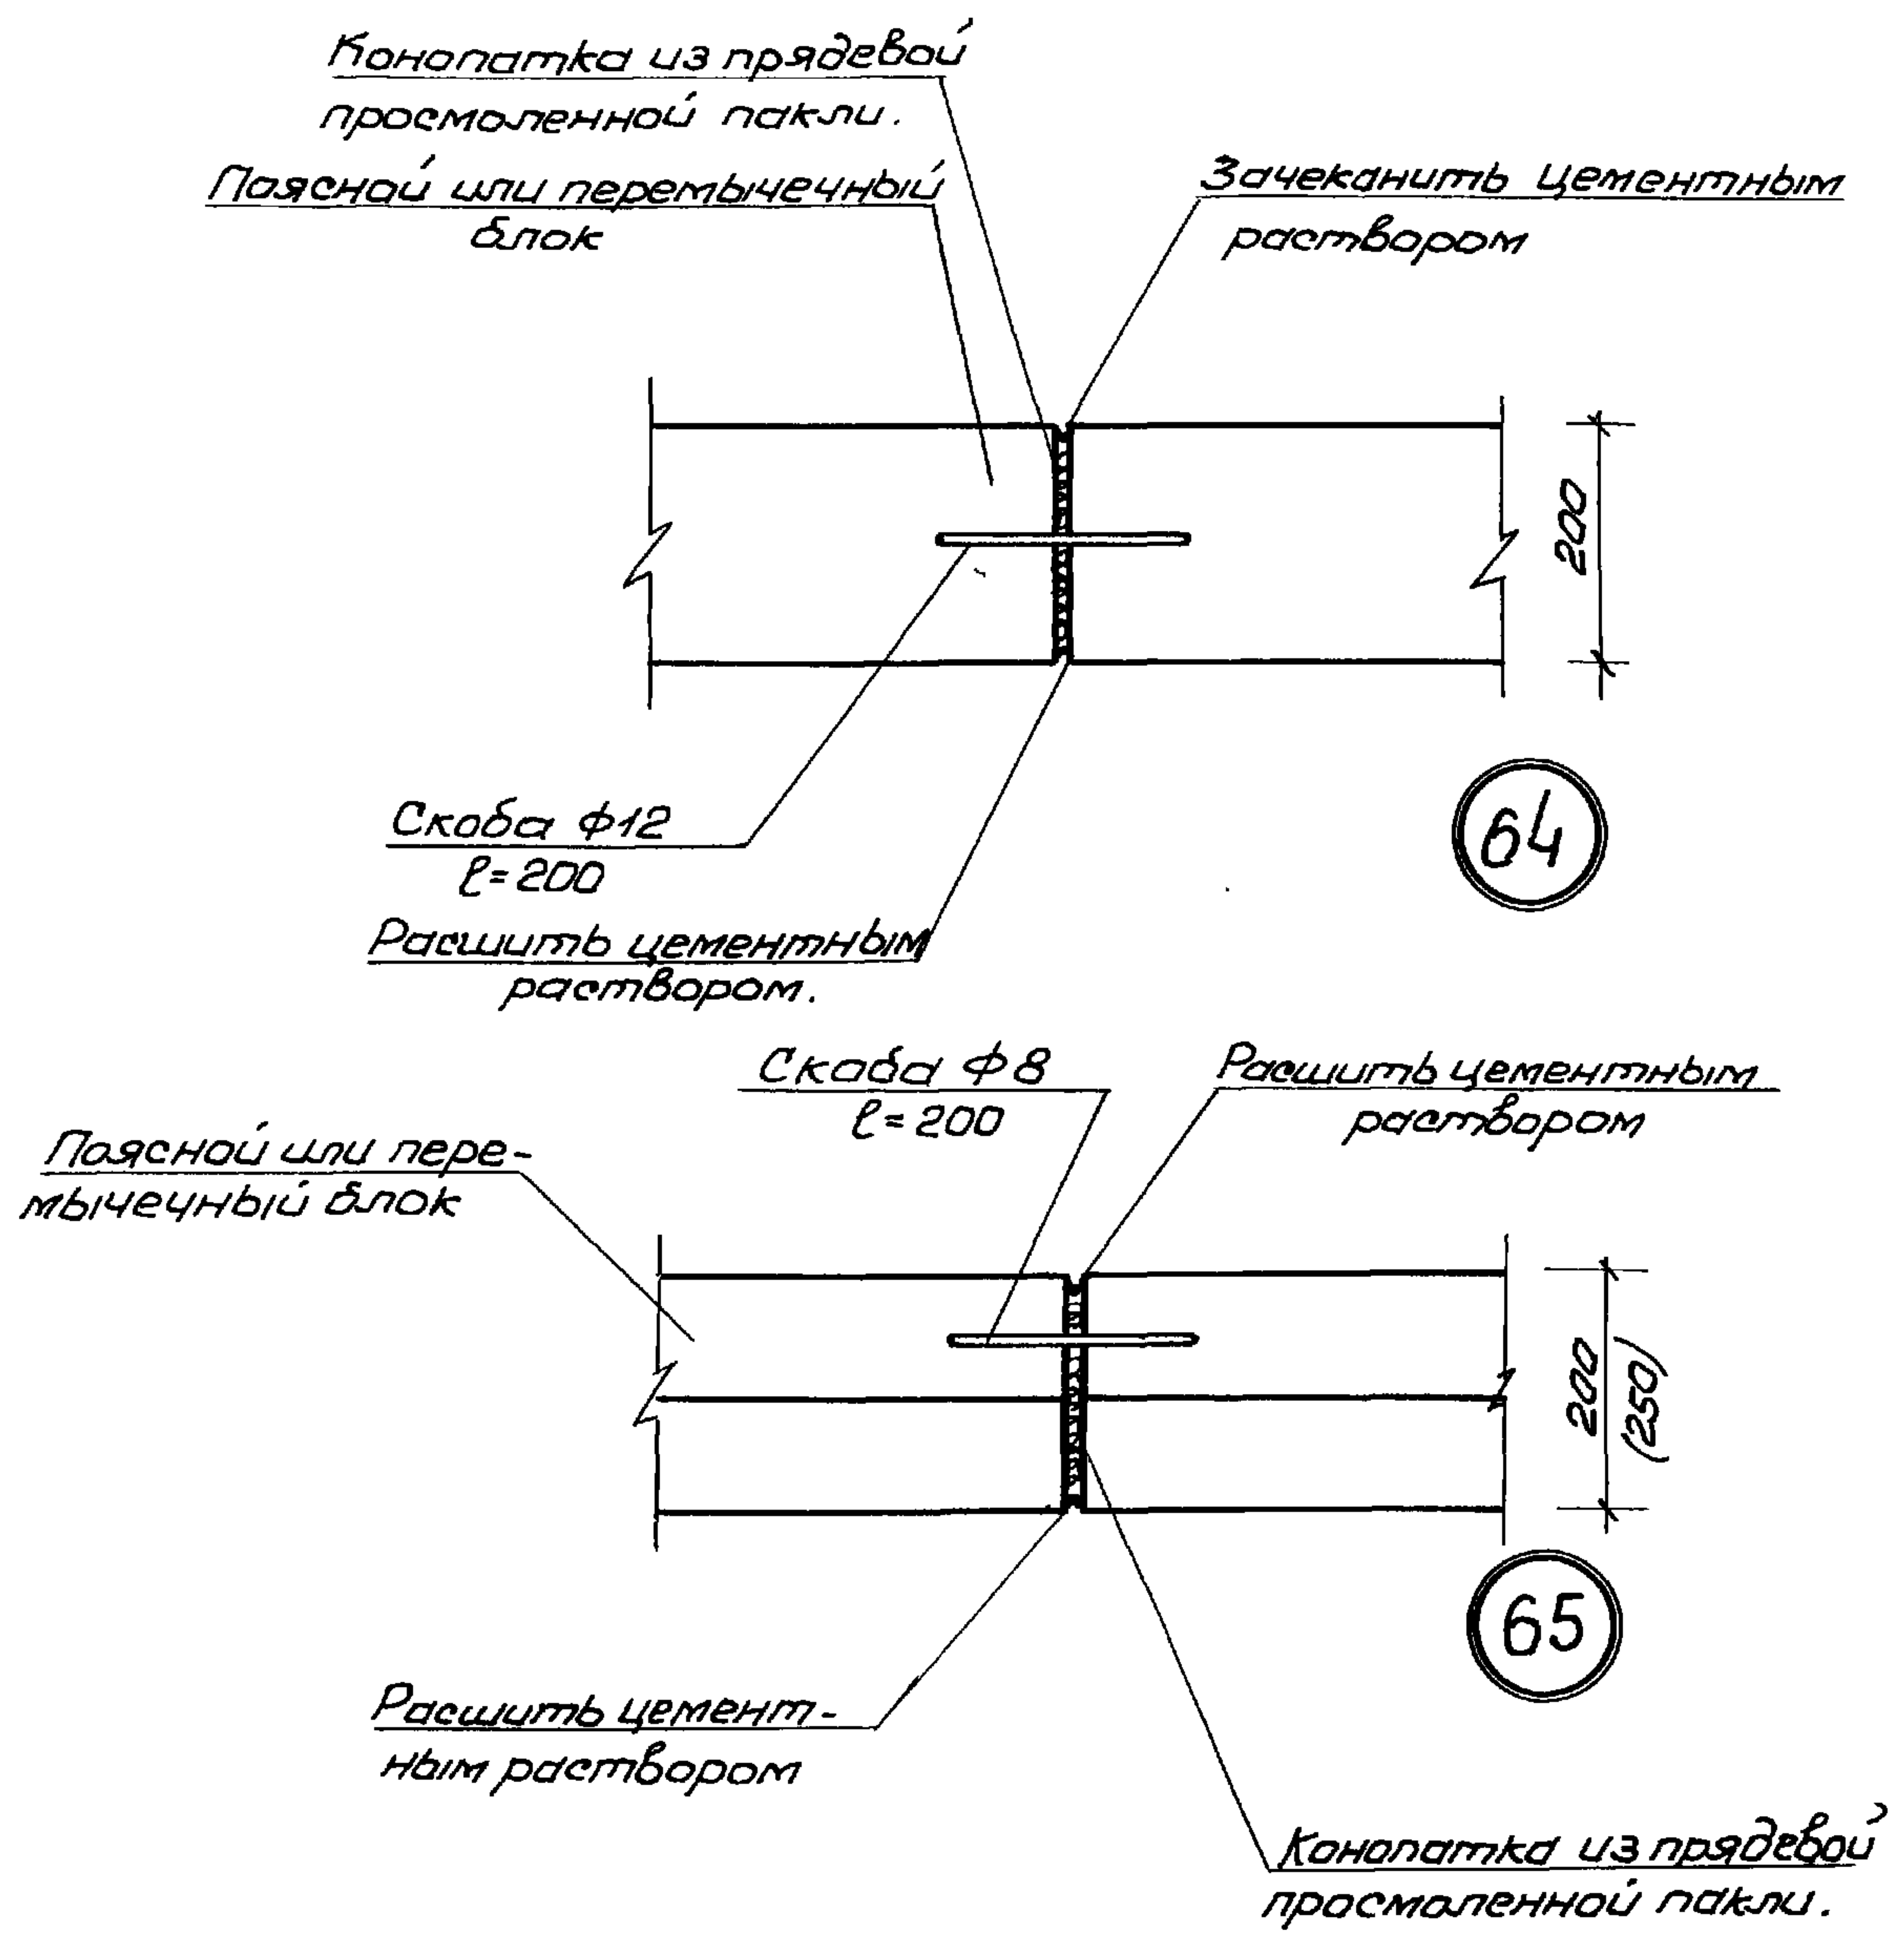 Конопатка из прядевой
просмоленной пакли.
Поясной или перемычечный
блок
Зачеканить цементным
раствором
200
Скоба ф12
ℓ=200
64
Расшить цементным
раствором.
Скоба ф8
ℓ=200
Расшить цементным
раствором
Поясной или пере-
мычечный блок
200
(250)
65
Расшить цемент-
ным раствором
Конопатка из прядевой
просмоленной пакли.